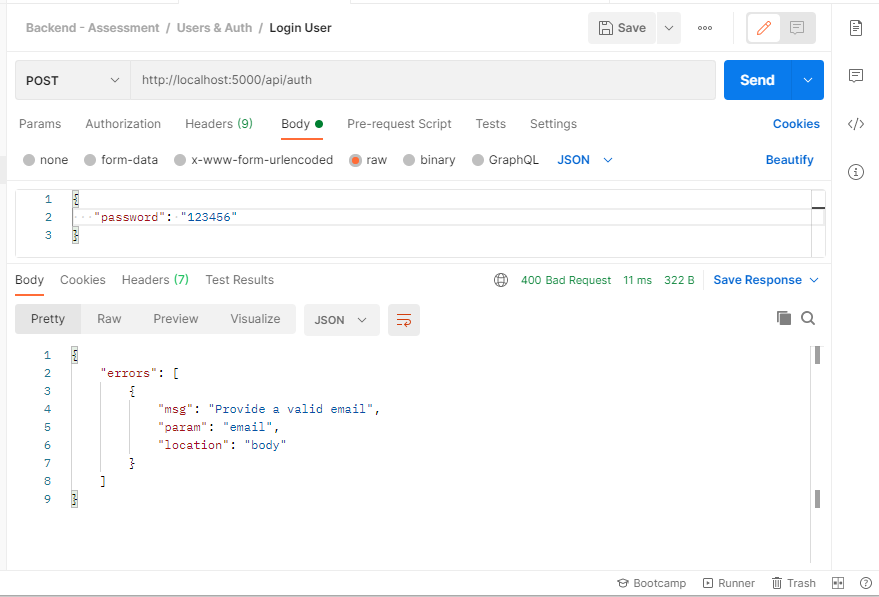 Backend - Assessment / Users & Auth / Login User
Save
POST
http://localhost:5000/api/auth
Send
Params Authorization Headers (9) Body Pre-request Script Tests Settings Cookies
none form-data x-www-form-urlencoded raw binary GraphQL JSON Beautify
1 {
2 "password": "123456"
3 }
Body Cookies Headers (7) Test Results 400 Bad Request 11 ms 322 B Save Response
Pretty Raw Preview Visualize JSON
1 {
2 "errors": [
3 {
4 "msg": "Provide a valid email",
5 "param": "email",
6 "location": "body"
7 }
8 ]
9 }
Bootcamp Runner Trash